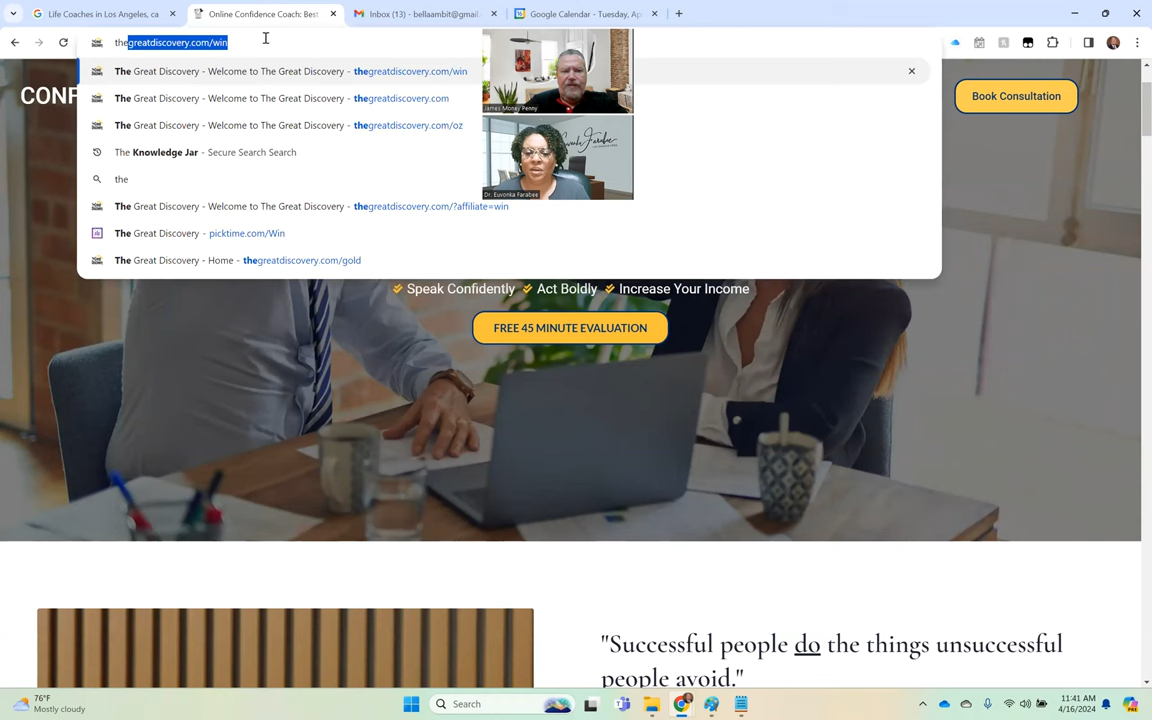 Life Coaches in Los Angeles, ca
Online Confidence Coach: Best
Inbox (13) - bellaambit@gmail.
Google Calendar - Tuesday, Ap
thegreatdiscovery.com/win
The Great Discovery - Welcome to The Great Discovery - thegreatdiscovery.com/win
The Great Discovery - Welcome to The Great Discovery - thegreatdiscovery.com
The Great Discovery - Welcome to The Great Discovery - thegreatdiscovery.com/oz
The Knowledge Jar - Secure Search Search
the
The Great Discovery - Welcome to The Great Discovery - thegreatdiscovery.com/?affiliate=win
The Great Discovery - picktime.com/Win
The Great Discovery - Home - thegreatdiscovery.com/gold
James Money Penny
Euvonka Farabee
Dr. Euvonka Farabee
CONF
Book Consultation
Speak Confidently Act Boldly Increase Your Income
FREE 45 MINUTE EVALUATION
"Successful people do the things unsuccessful
people avoid."
76°F
Mostly cloudy
Search
11:41 AM
4/16/2024